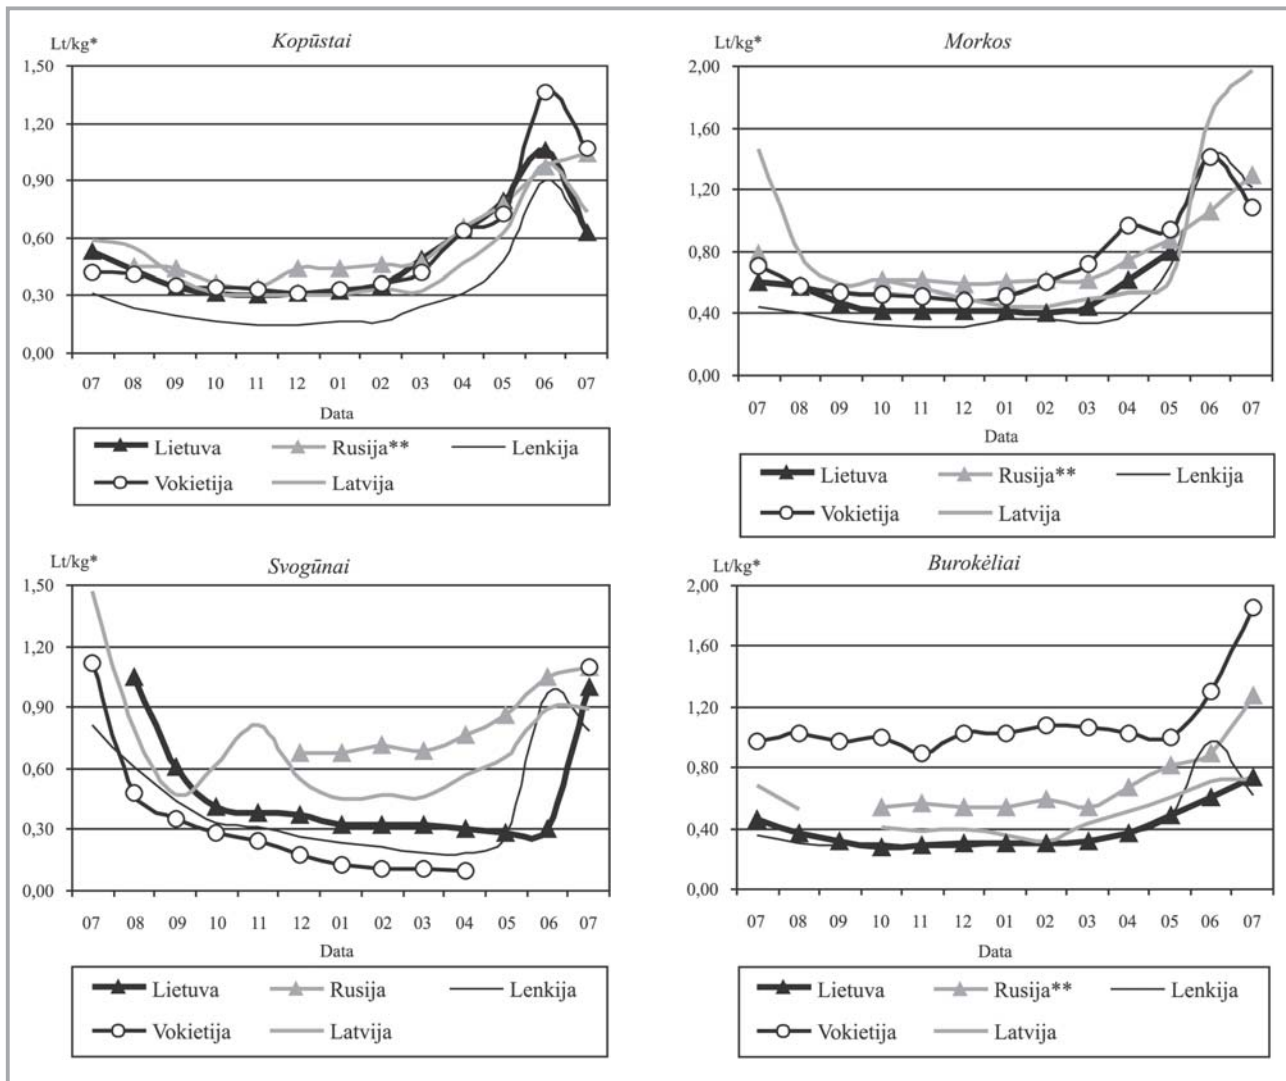 Kopūstai
Lt/kg*
1,50
1,20
0,90
0,60
0,30
0,00
07 08 09 10 11 12 01 02 03 04 05 06 07
Data
Lietuva Rusija** Lenkija
Vokietija Latvija
Morkos
Lt/kg*
2,00
1,60
1,20
0,80
0,40
0,00
07 08 09 10 11 12 01 02 03 04 05 06 07
Data
Lietuva Rusija** Lenkija
Vokietija Latvija
Svogūnai
Lt/kg*
1,50
1,20
0,90
0,60
0,30
0,00
07 08 09 10 11 12 01 02 03 04 05 06 07
Data
Lietuva Rusija Lenkija
Vokietija Latvija
Burokėliai
Lt/kg*
2,00
1,60
1,20
0,80
0,40
0,00
07 08 09 10 11 12 01 02 03 04 05 06 07
Data
Lietuva Rusija** Lenkija
Vokietija Latvija